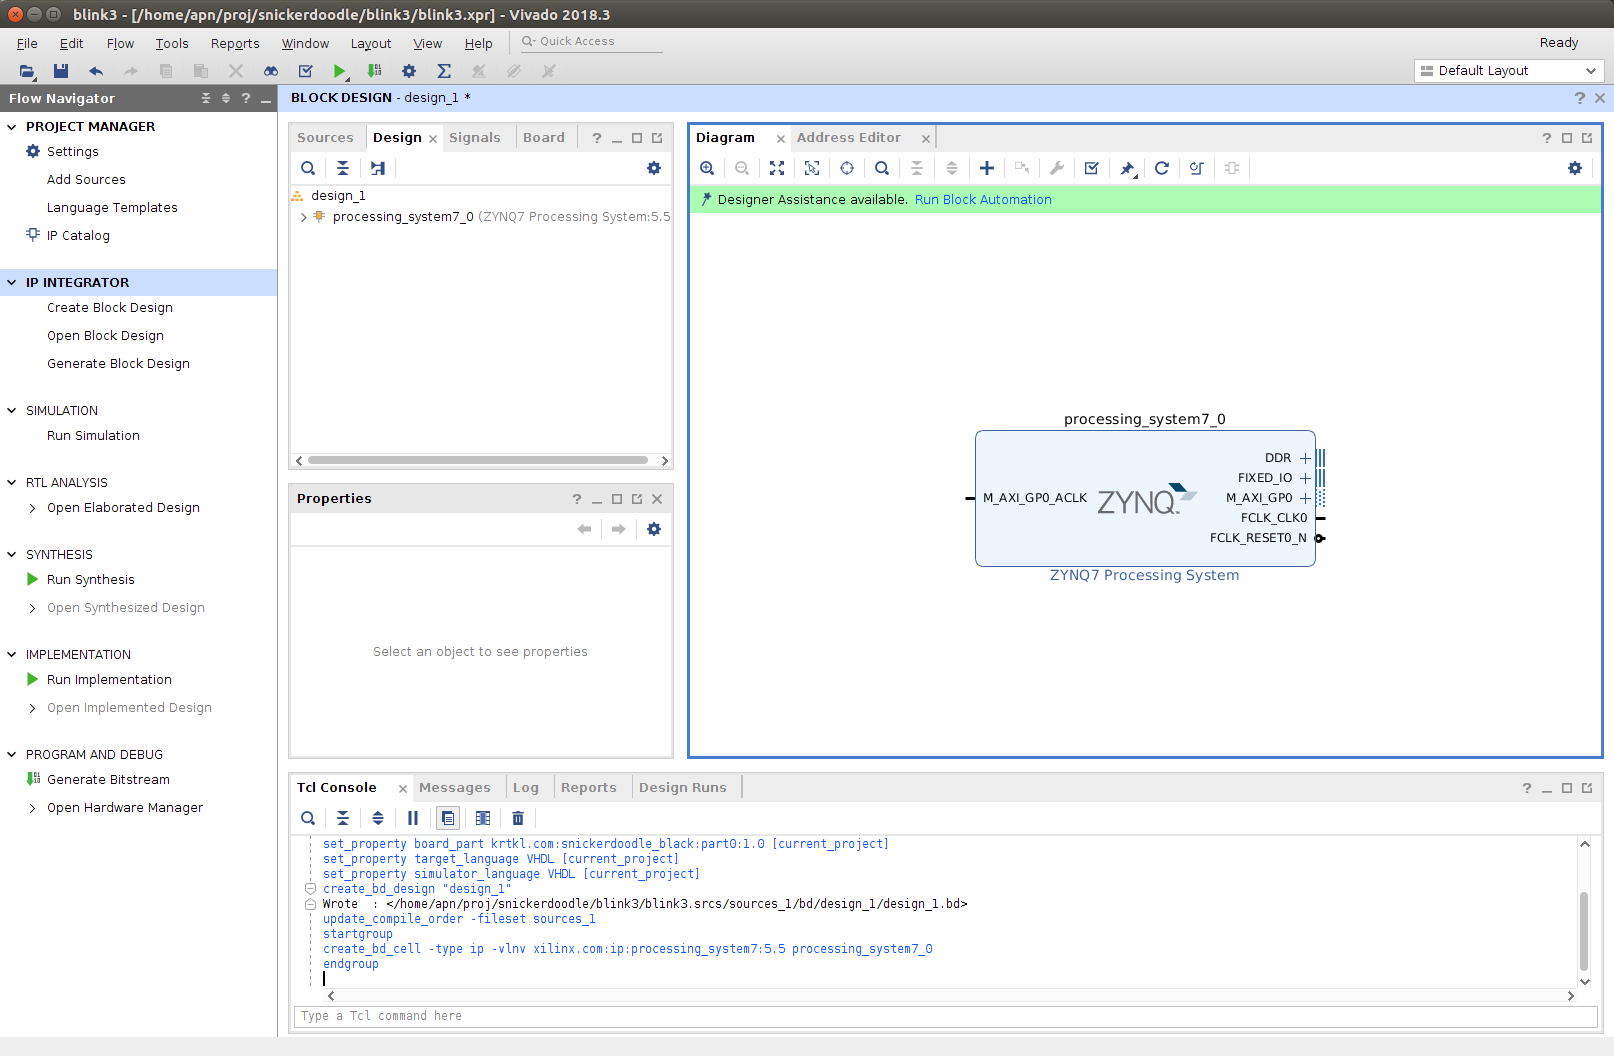 blink3 - [/home/apn/proj/snickerdoodle/blink3/blink3.xpr] - Vivado 2018.3
File Edit Flow Tools Reports Window Layout View Help Quick Access Ready
Default Layout
Flow Navigator ?
BLOCK DESIGN - design_1 * ?
PROJECT MANAGER
Settings
Add Sources
Language Templates
IP Catalog
IP INTEGRATOR
Create Block Design
Open Block Design
Generate Block Design
SIMULATION
Run Simulation
RTL ANALYSIS
Open Elaborated Design
SYNTHESIS
Run Synthesis
Open Synthesized Design
IMPLEMENTATION
Run Implementation
Open Implemented Design
PROGRAM AND DEBUG
Generate Bitstream
Open Hardware Manager
Sources Design Signals Board ?
design_1
processing_system7_0 (ZYNQ7 Processing System:5.5
Properties ?
Select an object to see properties
Diagram Address Editor ?
Designer Assistance available. Run Block Automation
processing_system7_0
DDR
FIXED_IO
M_AXI_GP0_ACLK ZYNQ M_AXI_GP0
FCLK_CLK0
FCLK_RESET0_N
ZYNQ7 Processing System
Tcl Console Messages Log Reports Design Runs ?
set_property board_part krtkl.com:snickerdoodle_black:part0:1.0 [current_project]
set_property target_language VHDL [current_project]
set_property simulator_language VHDL [current_project]
create_bd_design "design_1"
Wrote : </home/apn/proj/snickerdoodle/blink3/blink3.srcs/sources_1/bd/design_1/design_1.bd>
update_compile_order -fileset sources_1
startgroup
create_bd_cell -type ip -vlnv xilinx.com:ip:processing_system7:5.5 processing_system7_0
endgroup
Type a Tcl command here